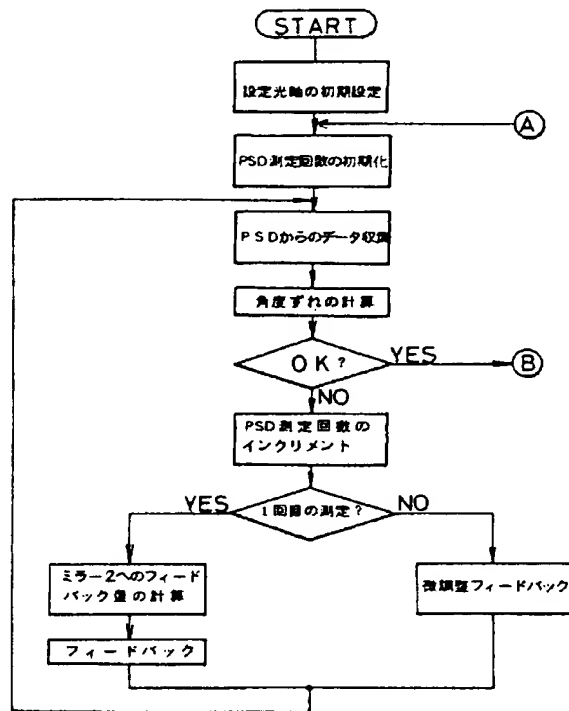 START
設定光軸の初期設定
A
PSD測定回数の初期化
PSDからのデータ収集
角度ずれの計算
OK?
YES
B
NO
PSD測定回数の
インクリメント
YES
1回目の測定?
NO
ミラー2へのフィード
バック量の計算
微調整フィードバック
フィードバック